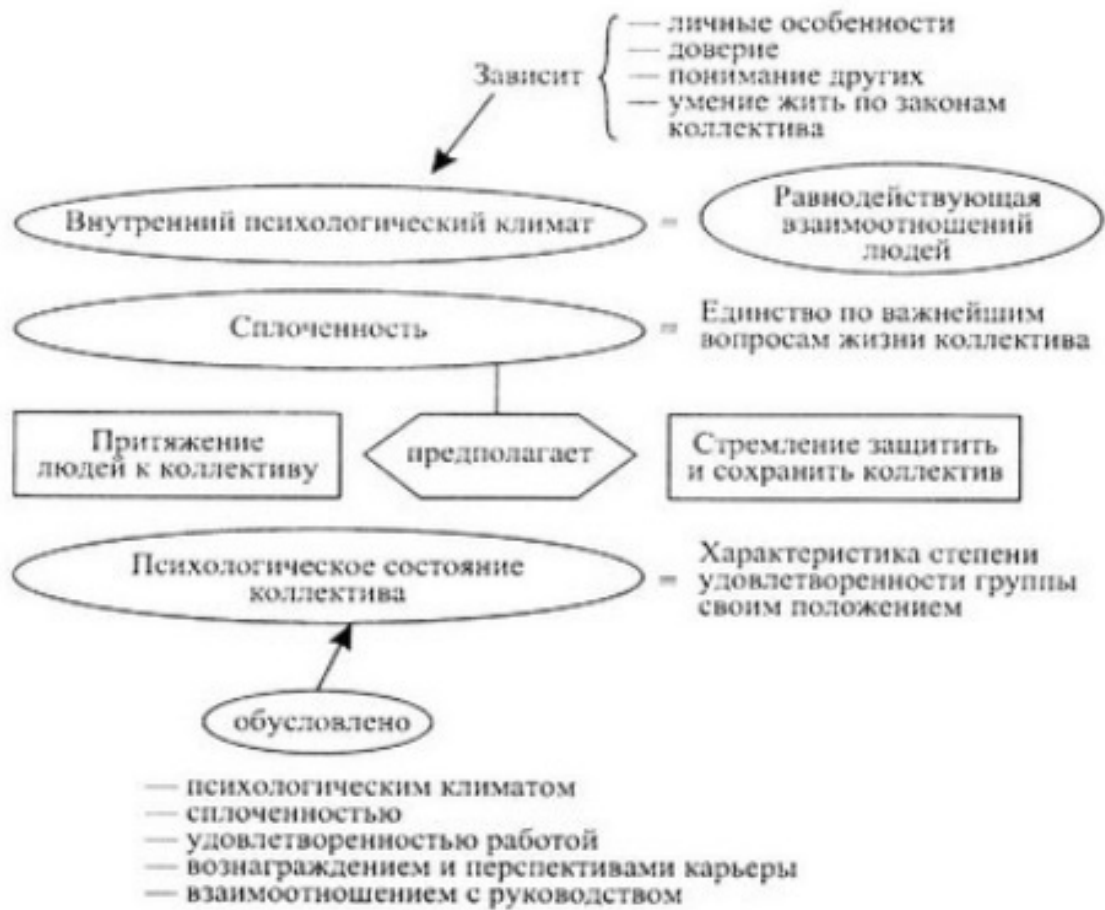 — личные особенности
— доверие
Зависит
— понимание других
— умение жить по законам
коллектива
Внутренний психологический климат
=
Равнодействующая
взаимоотношений
людей
Сплоченность
=
Единство по важнейшим
вопросам жизни коллектива
Притяжение
людей к коллективу
предполагает
Стремление защитить
и сохранить коллектив
Психологическое состояние
коллектива
=
Характеристика степени
удовлетворенности группы
своим положением
обусловлено
— психологическим климатом
— сплоченностью
— удовлетворенностью работой
— вознаграждением и перспективами карьеры
— взаимоотношением с руководством